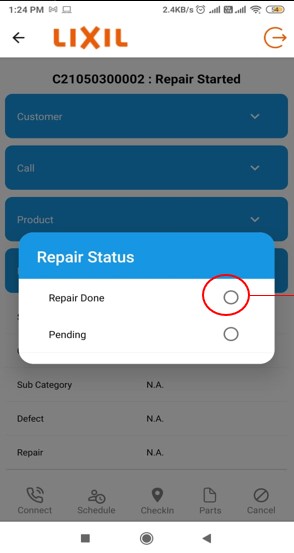 1:24 PM
2.4KB/s
54
LIXIL
C21050300002 : Repair Started
Customer
Call
Product
Repair Status
Repair Done
Pending
Sub Category N.A.
Defect N.A.
Repair N.A.
Connect Schedule CheckIn Parts Cancel